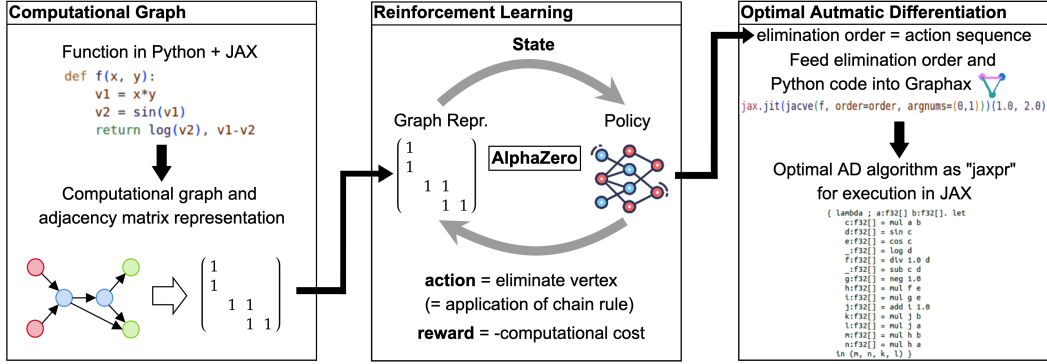 Computational Graph
Function in Python + JAX
def f(x, y):
v1 = x*y
v2 = sin(v1)
return log(v2), v1-v2
Computational graph and
adjacency matrix representation
1
1
1 1
1 1
Reinforcement Learning
State
Graph Repr.
Policy
1
1
1 1
1 1
AlphaZero
action = eliminate vertex
(= application of chain rule)
reward = -computational cost
Optimal Autmatic Differentiation
elimination order = action sequence
Feed elimination order and
Python code into Graphax
jax.jit(jacve(f, order=order, argnums=(0,1)))(1.0, 2.0)
Optimal AD algorithm as "jaxpr"
for execution in JAX
{ lambda ; a:f32[] b:f32[]. let
c:f32[] = mul a b
d:f32[] = sin c
e:f32[] = cos c
_:f32[] = log d
f:f32[] = div 1.0 d
_:f32[] = sub c d
g:f32[] = neg 1.0
h:f32[] = mul f e
i:f32[] = mul g e
j:f32[] = add i 1.0
k:f32[] = mul j b
l:f32[] = mul j a
m:f32[] = mul h b
n:f32[] = mul h a
in (m, n, k, l) }